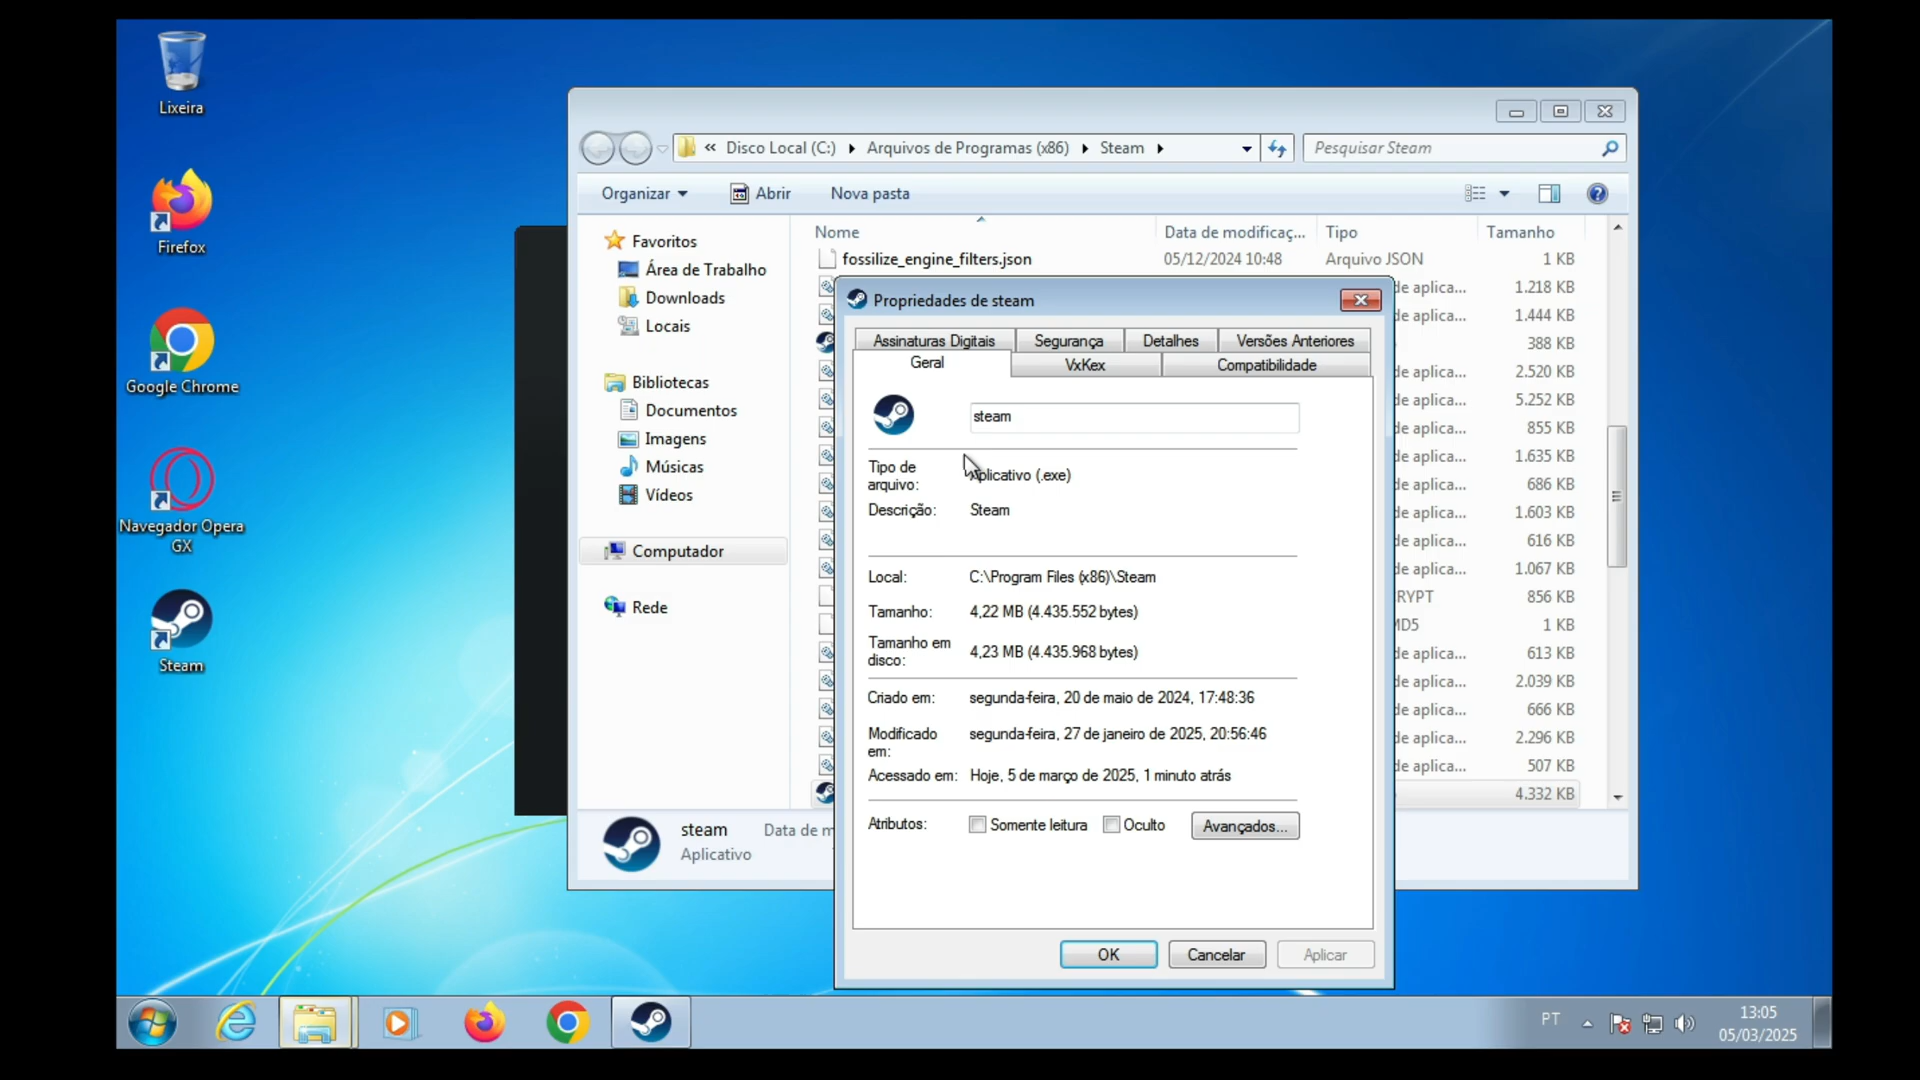 Lixeira
Firefox
Google Chrome
Navegador Opera
GX
Steam
« Disco Local (C:) Arquivos de Programas (x86) Steam
Pesquisar Steam
Organizar
Abrir
Nova pasta
Favoritos
Área de Trabalho
Downloads
Locais
Bibliotecas
Documentos
Imagens
Músicas
Vídeos
Computador
Rede
Nome Data de modificaç... Tipo Tamanho
fossilize_engine_filters.json 05/12/2024 10:48 Arquivo JSON 1 KB
de aplica... 1.218 KB
de aplica... 1.444 KB
388 KB
de aplica... 2.520 KB
de aplica... 5.252 KB
de aplica... 855 KB
de aplica... 1.635 KB
de aplica... 686 KB
de aplica... 1.603 KB
de aplica... 616 KB
de aplica... 1.067 KB
RYPT 856 KB
MD5 1 KB
de aplica... 613 KB
de aplica... 2.039 KB
de aplica... 666 KB
de aplica... 2.296 KB
de aplica... 507 KB
4.332 KB
steam Data de m
Aplicativo
Propriedades de steam
Assinaturas Digitais Segurança Detalhes Versões Anteriores
Geral VxKex Compatibilidade
steam
Tipo de
arquivo:
Aplicativo (.exe)
Descrição: Steam
Local: C:\Program Files (x86)\Steam
Tamanho: 4,22 MB (4.435.552 bytes)
Tamanho em
disco:
4,23 MB (4.435.968 bytes)
Criado em: segunda-feira, 20 de maio de 2024, 17:48:36
Modificado
em:
segunda-feira, 27 de janeiro de 2025, 20:56:46
Acessado em: Hoje, 5 de março de 2025, 1 minuto atrás
Atributos: Somente leitura Oculto Avançados...
OK Cancelar Aplicar
PT
13:05
05/03/2025